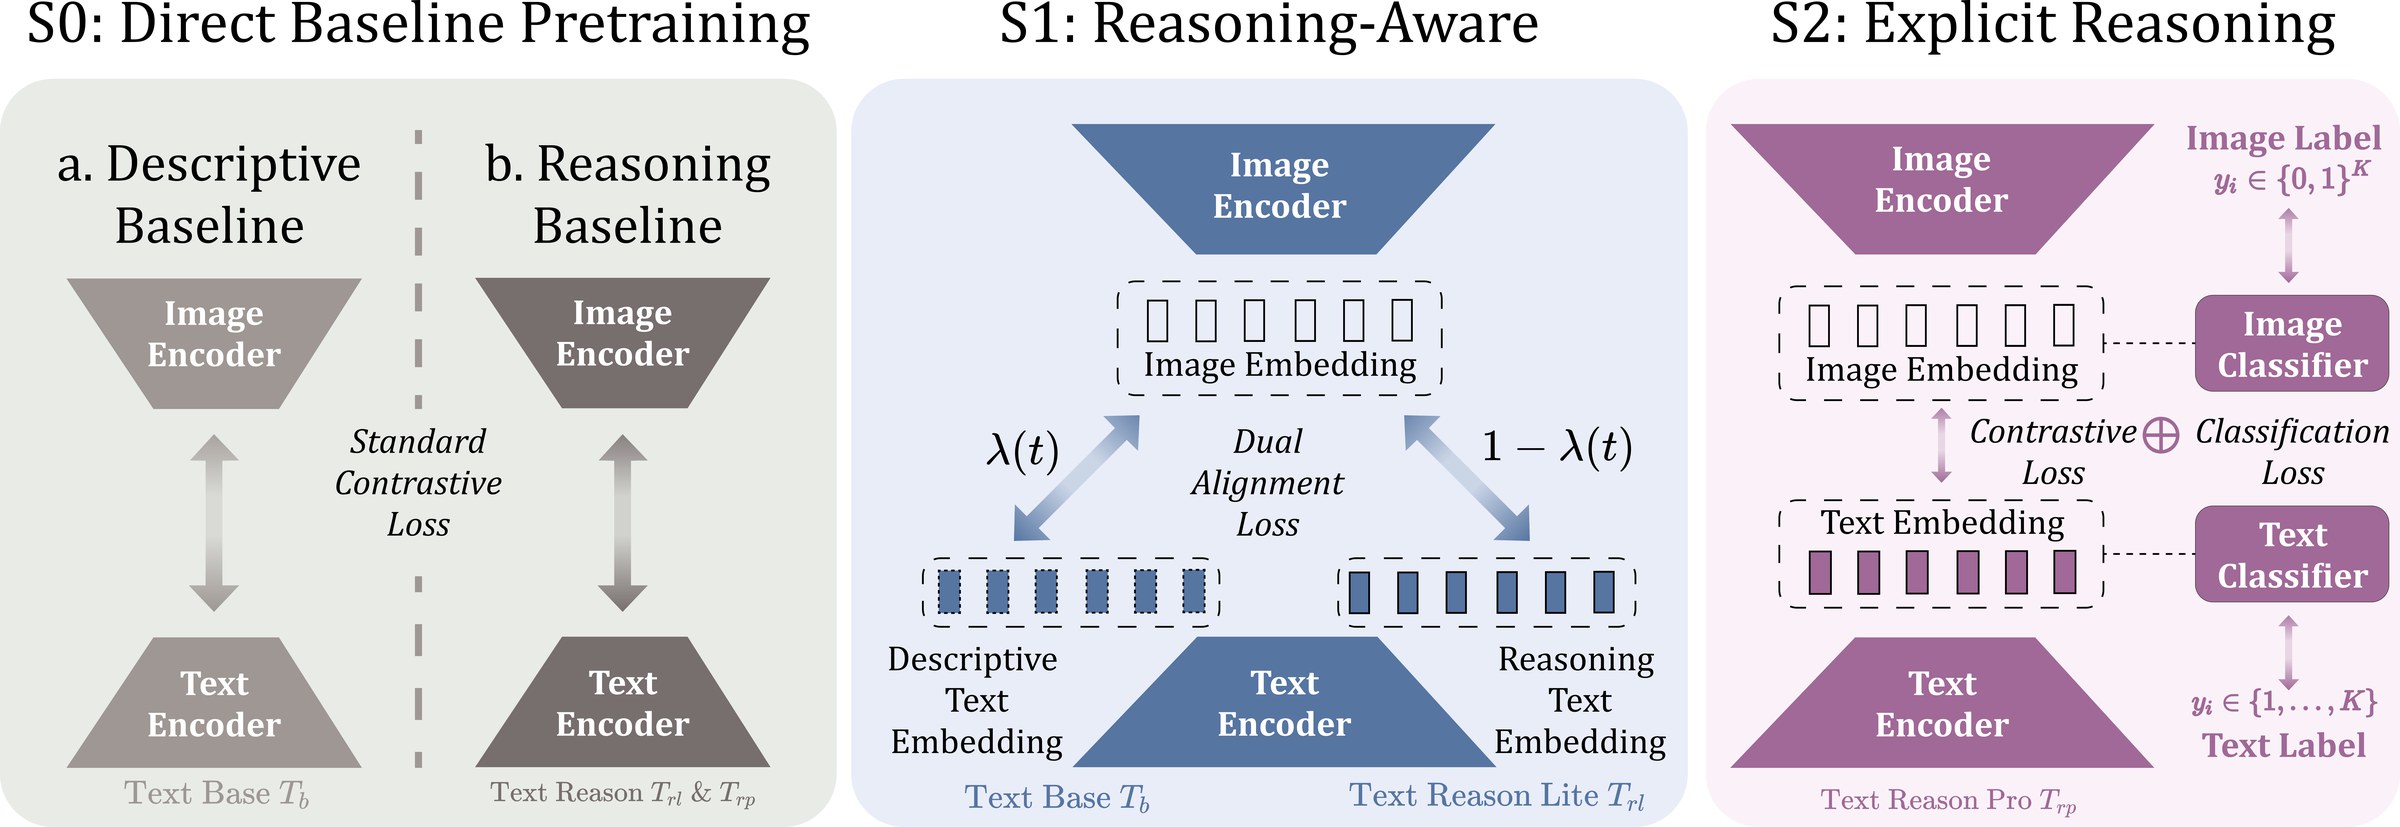 S0: Direct Baseline Pretraining
a. Descriptive
Baseline
b. Reasoning
Baseline
Image
Encoder
Image
Encoder
Standard
Contrastive
Loss
Text
Encoder
Text
Encoder
Text Base T_b
Text Reason T_rl & T_rp
S1: Reasoning-Aware
Image
Encoder
Image Embedding
λ(t)
Dual
Alignment
Loss
1 − λ(t)
Descriptive
Text
Embedding
Text
Encoder
Reasoning
Text
Embedding
Text Base T_b
Text Reason Lite T_rl
S2: Explicit Reasoning
Image
Encoder
Image Label
y_i ∈ {0, 1}^K
Image Embedding
Image
Classifier
Contrastive
Loss
⊕
Classification
Loss
Text Embedding
Text
Classifier
Text
Encoder
y_i ∈ {1, …, K}
Text Label
Text Reason Pro T_rp